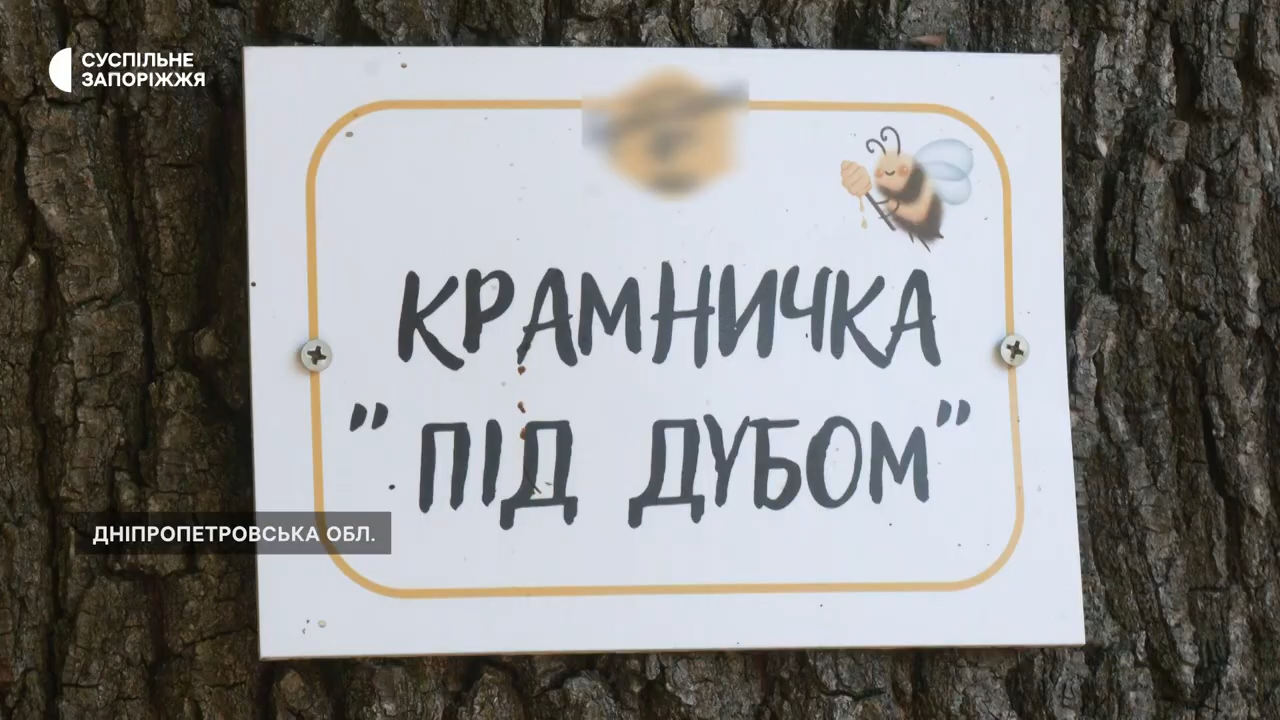 СУСПІЛЬНЕ
ЗАПОРІЖЖЯ
КРАМНИЧКА
"ПІД ДУБОМ"
ДНІПРОПЕТРОВСЬКА ОБЛ.